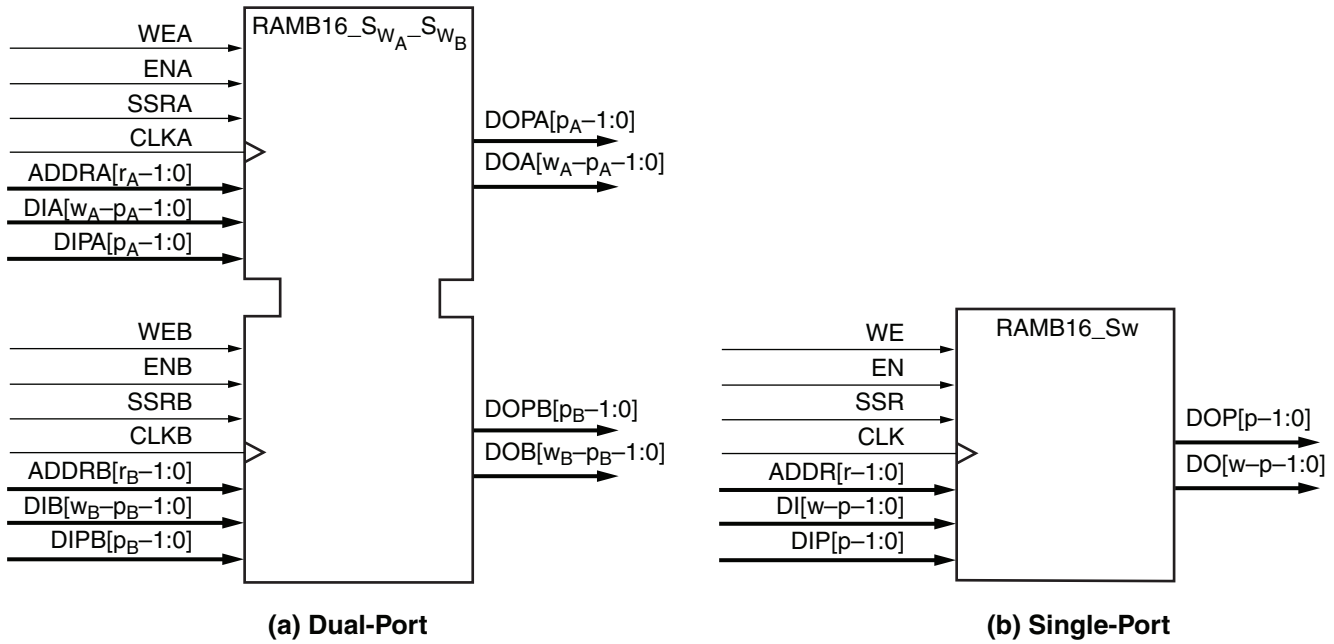 RAMB16_SWA_SWB
WEA
ENA
SSRA
CLKA
ADDRA[rA–1:0]
DIA[wA–pA–1:0]
DIPA[pA–1:0]
DOPA[pA–1:0]
DOA[wA–pA–1:0]
WEB
ENB
SSRB
CLKB
ADDRB[rB–1:0]
DIB[wB–pB–1:0]
DIPB[pB–1:0]
DOPB[pB–1:0]
DOB[wB–pB–1:0]
(a) Dual-Port
RAMB16_Sw
WE
EN
SSR
CLK
ADDR[r–1:0]
DI[w–p–1:0]
DIP[p–1:0]
DOP[p–1:0]
DO[w–p–1:0]
(b) Single-Port